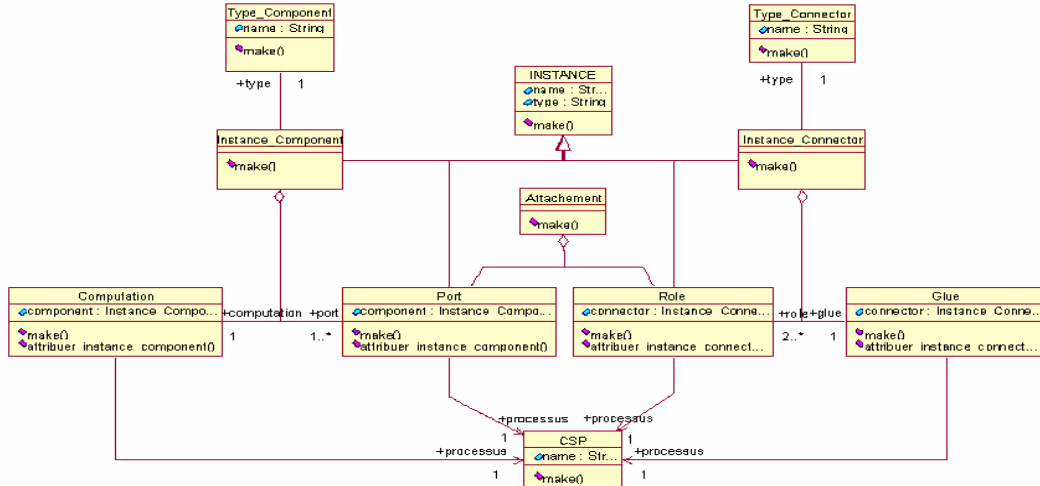 Type_Component
name : String
make()
+type 1
Type_Connector
name : String
make()
+type 1
INSTANCE
name : Str...
type : String
make()
Instance_Component
make()
Instance_Connector
make()
Attachement
make()
Computation
component : Instance Compo...
make()
attribuer instance component()
+computation +port
1 1..*
Port
component : Instance Compa...
make()
attribuer instance component()
Role
connector : Instance Conne...
make()
attribuer instance connect...
+role+glue
2..* 1
Glue
connector : Instance Conne...
make()
attribuer instance connect...
+processus +processus
1 1
+processus +processus
1 1
CSP
name : Str...
make()